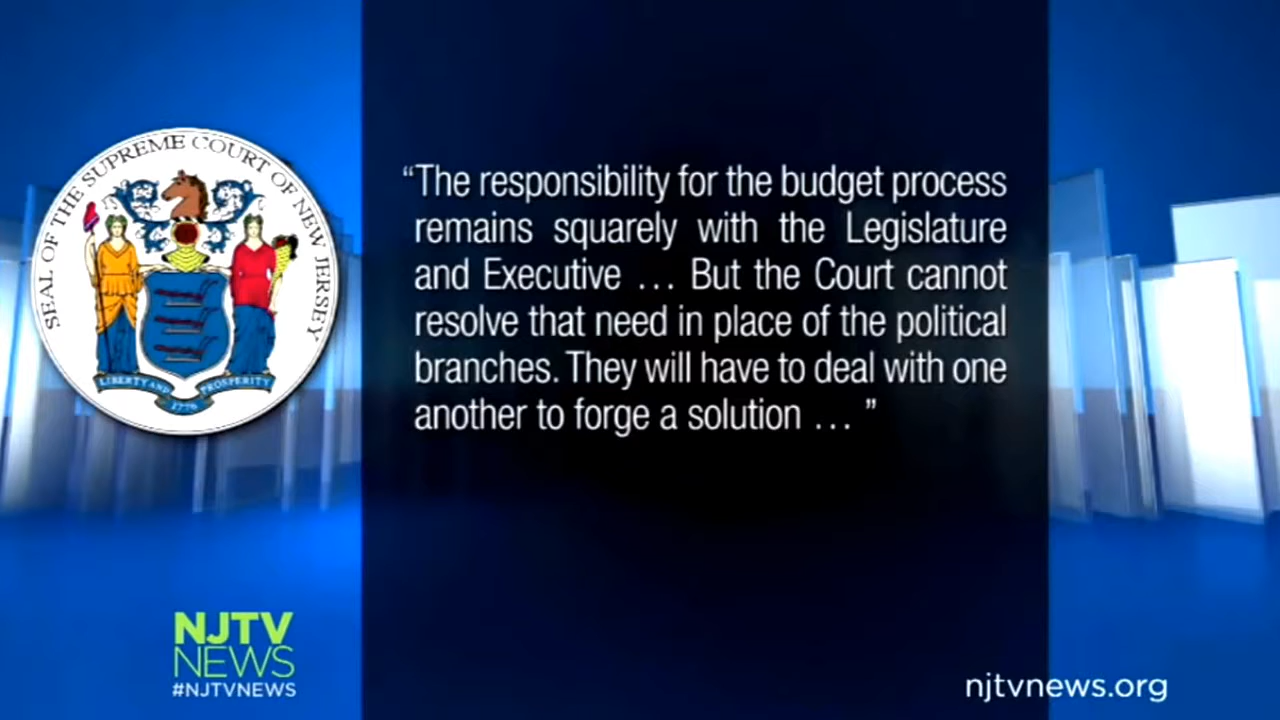 SEAL OF THE SUPREME COURT OF NEW JERSEY
LIBERTY AND PROSPERITY
1776
“The responsibility for the budget process
remains squarely with the Legislature
and Executive … But the Court cannot
resolve that need in place of the political
branches. They will have to deal with one
another to forge a solution … ”
NJTV
NEWS
#NJTVNEWS
njtvnews.org